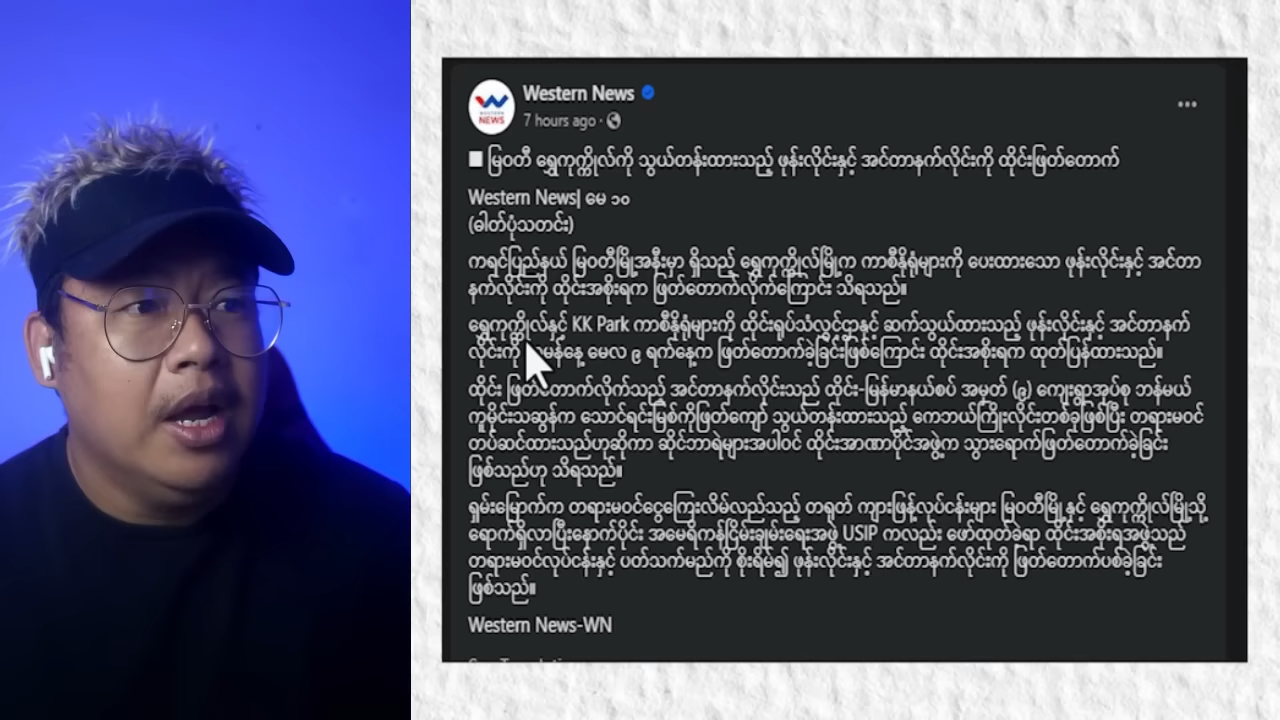 Western News
WESTERN
NEWS
7 hours ago
မြဝတီ ရွှေကုက္ကိုလ်ကို သွယ်တန်းထားသည့် ဖုန်းလိုင်းနှင့် အင်တာနက်လိုင်းကို ထိုင်းဖြတ်တောက်
Western News| မေ ၁၀
(ဓါတ်ပုံသတင်း)
ကရင်ပြည်နယ် မြဝတီမြို့အနီးမှာ ရှိသည့် ရွှေကုက္ကိုလ်မြို့က ကာစီနိုရုံများကို ပေးထားသော ဖုန်းလိုင်းနှင့် အင်တာ
နက်လိုင်းကို ထိုင်းအစိုးရက ဖြတ်တောက်လိုက်ကြောင်း သိရသည်။
ရွှေကုက္ကိုလ်နှင့် KK Park ကာစီနိုရုံများကို ထိုင်းရုပ်သံလွှင့်ဌာနှင့် ဆက်သွယ်ထားသည့် ဖုန်းလိုင်းနှင့် အင်တာနက်
လိုင်းကို မေလ ၉ ရက်နေ့က ဖြတ်တောက်ခဲ့ခြင်းဖြစ်ကြောင်း ထိုင်းအစိုးရက ထုတ်ပြန်ထားသည်။
ထိုင်း ဖြတ်တောက်လိုက်သည့် အင်တာနက်လိုင်းသည် ထိုင်း-မြန်မာနယ်စပ် အမှတ် (၉) ကျေးရွာအုပ်စု ဘန်မယ်
ကူမိုင်းသဆွန်က သောင်ရင်းမြစ်ကိုဖြတ်ကျော် သွယ်တန်းထားသည့် ကေဘယ်ကြိုးလိုင်းတစ်ခုဖြစ်ပြီး တရားမဝင်
တပ်ဆင်ထားသည်ဟုဆိုကာ ဆိုင်ဘာရဲများအပါဝင် ထိုင်းအာဏာပိုင်အဖွဲ့က သွားရောက်ဖြတ်တောက်ခဲ့ခြင်း
ဖြစ်သည်ဟု သိရသည်။
ရှမ်းမြောက်က တရားမဝင်ငွေကြေးလိမ်လည်သည့် တရုတ် ကျားဖြန့်လုပ်ငန်းများ မြဝတီမြို့နှင့် ရွှေကုက္ကိုလ်မြို့သို့
ရောက်ရှိလာပြီးနောက်ပိုင်း အမေရိကန်ငြိမ်းချမ်းရေးအဖွဲ့ USIP ကလည်း ဖော်ထုတ်ခဲ့ရာ ထိုင်းအစိုးရအဖွဲ့သည်
တရားမဝင်လုပ်ငန်းနှင့် ပတ်သက်မည်ကို စိုးရိမ်၍ ဖုန်းလိုင်းနှင့် အင်တာနက်လိုင်းကို ဖြတ်တောက်ပစ်ခဲ့ခြင်း
ဖြစ်သည်။
Western News-WN